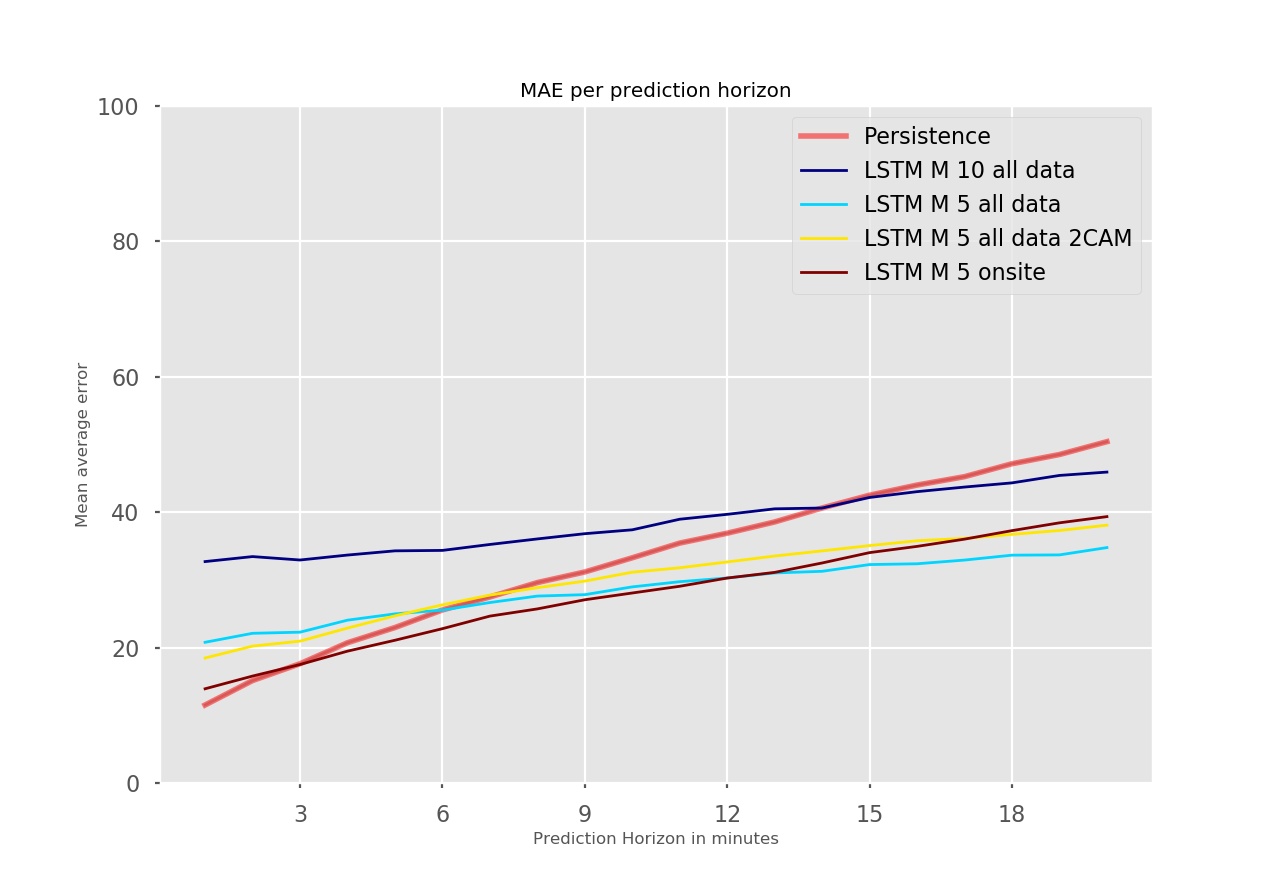 MAE per prediction horizon
100
80
60
40
20
0
Mean average error
3 6 9 12 15 18
Prediction Horizon in minutes
Persistence
LSTM M 10 all data
LSTM M 5 all data
LSTM M 5 all data 2CAM
LSTM M 5 onsite